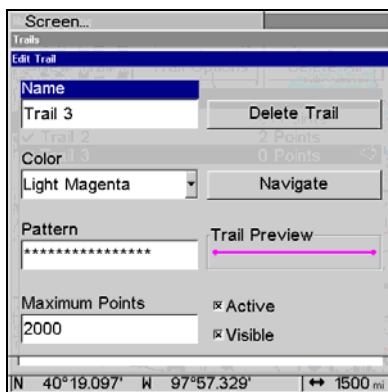 Screen...
Trails
Edit Trail
Name
Trail 3
Delete Trail
✓ Trail 2 2 Points
Trail 3 0 Points
Color
Light Magenta
Navigate
Pattern
Trail Preview
****************
Maximum Points
2000
Active
Visible
N 40°19.097' W 97°57.329' ↔ 1500 mi